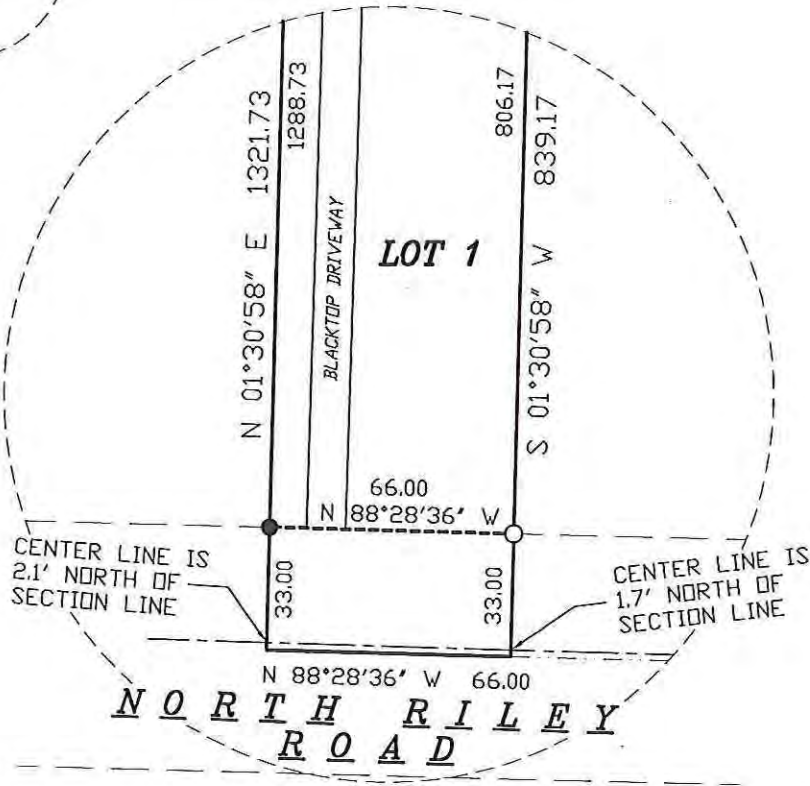 N 01°30'58" E 1321.73
1288.73
BLACKTOP DRIVEWAY
LOT 1
806.17
S 01°30'58" W 839.17
66.00
N 88°28'36" W
CENTER LINE IS
2.1' NORTH OF
SECTION LINE
33.00
33.00
CENTER LINE IS
1.7' NORTH OF
SECTION LINE
N 88°28'36" W 66.00
NORTH RILEY
ROAD